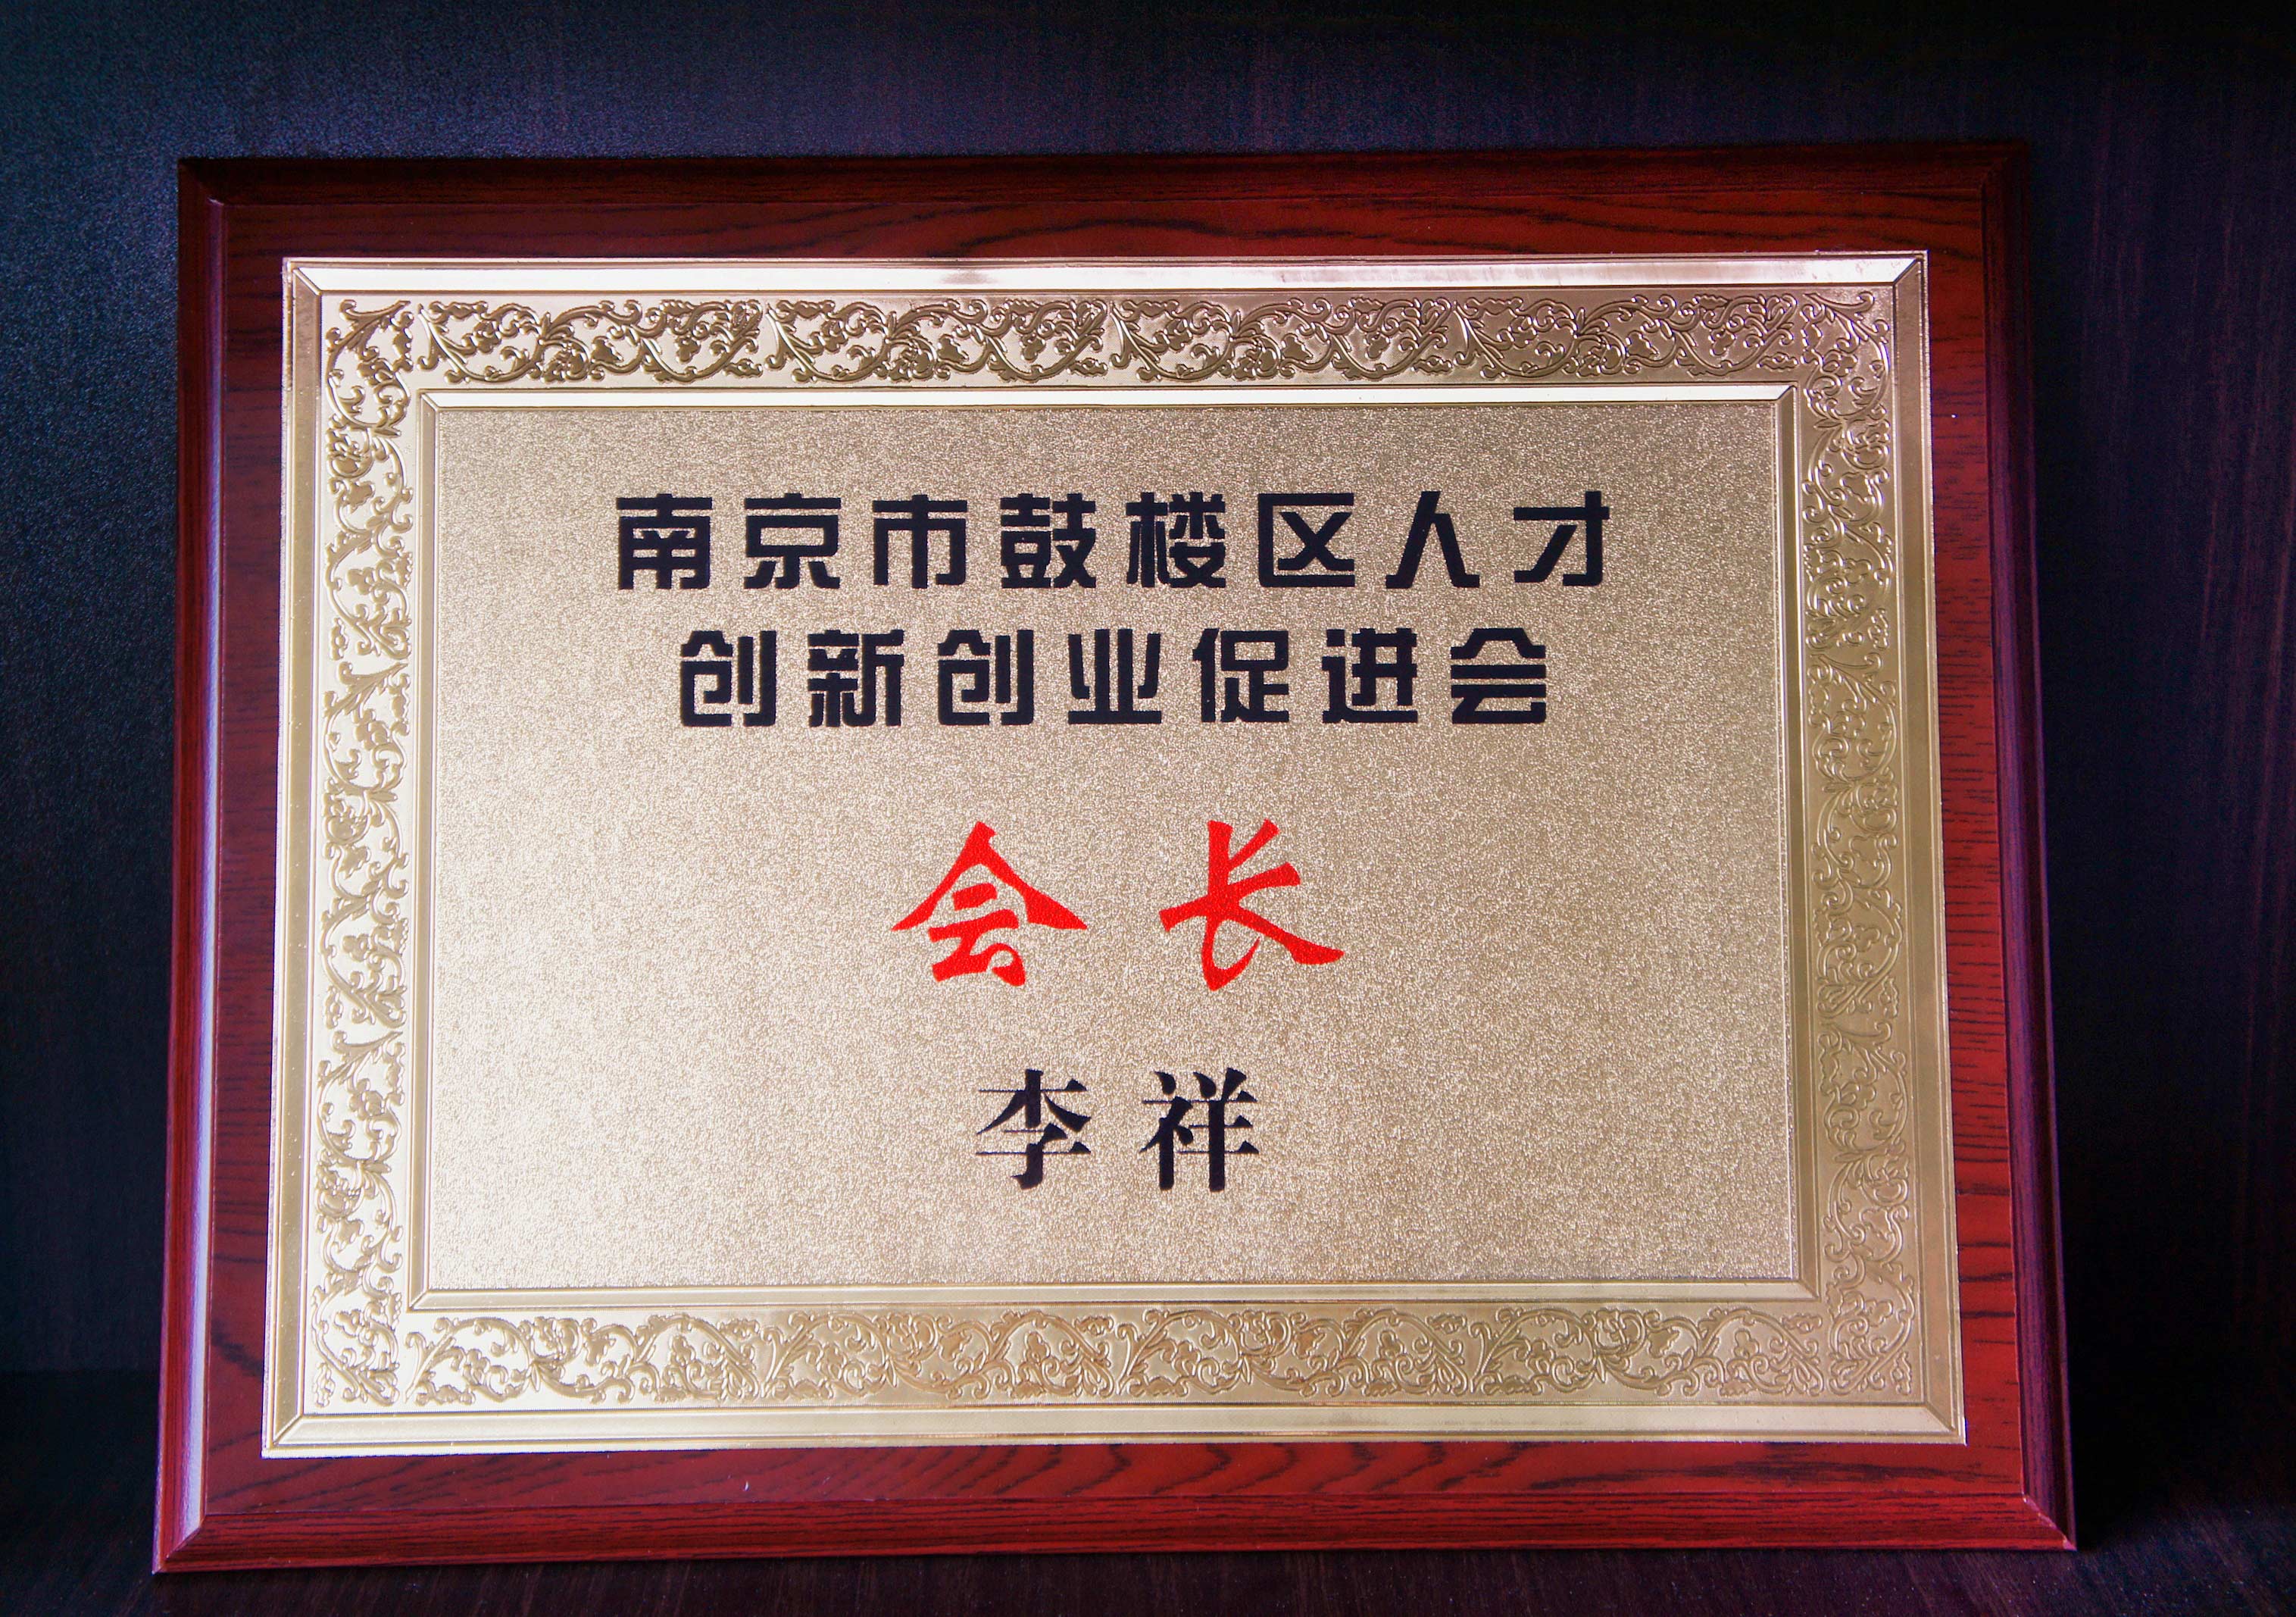 南京市鼓楼区人才
创新创业促进会
会长
李祥